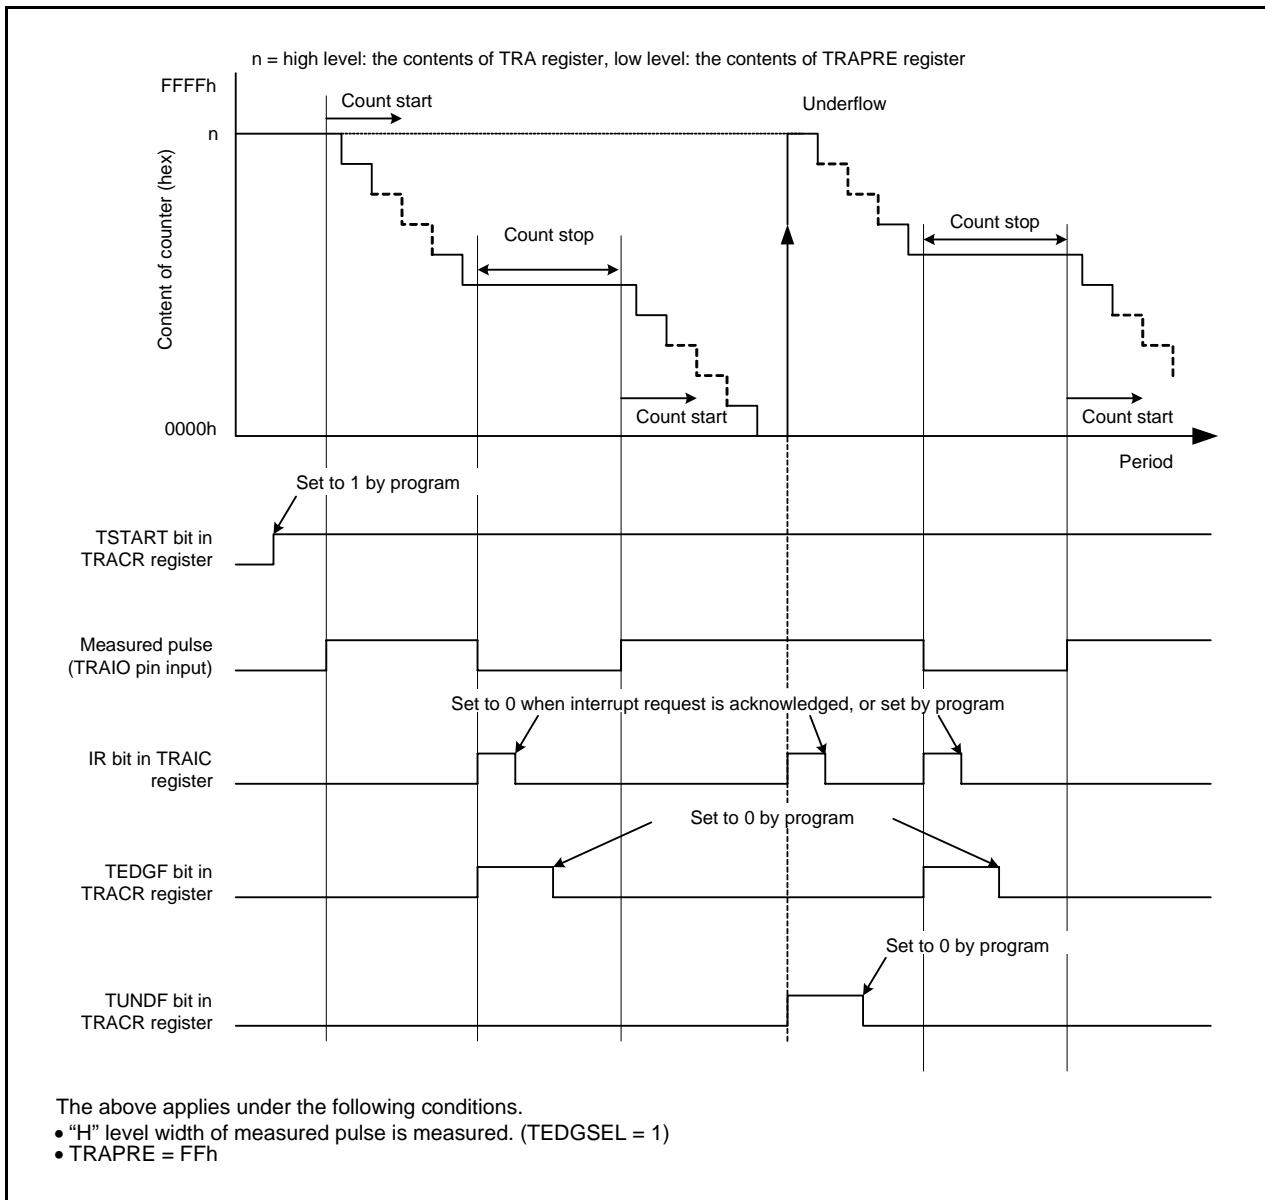 n = high level: the contents of TRA register, low level: the contents of TRAPRE register
FFFFh
Count start
Underflow
n
Content of counter (hex)
Count stop
Count stop
Count start
Count start
0000h
Period
Set to 1 by program
TSTART bit in
TRACR register
Measured pulse
(TRAIO pin input)
Set to 0 when interrupt request is acknowledged, or set by program
IR bit in TRAIC
register
Set to 0 by program
TEDGF bit in
TRACR register
Set to 0 by program
TUNDF bit in
TRACR register
The above applies under the following conditions.
• “H” level width of measured pulse is measured. (TEDGSEL = 1)
• TRAPRE = FFh